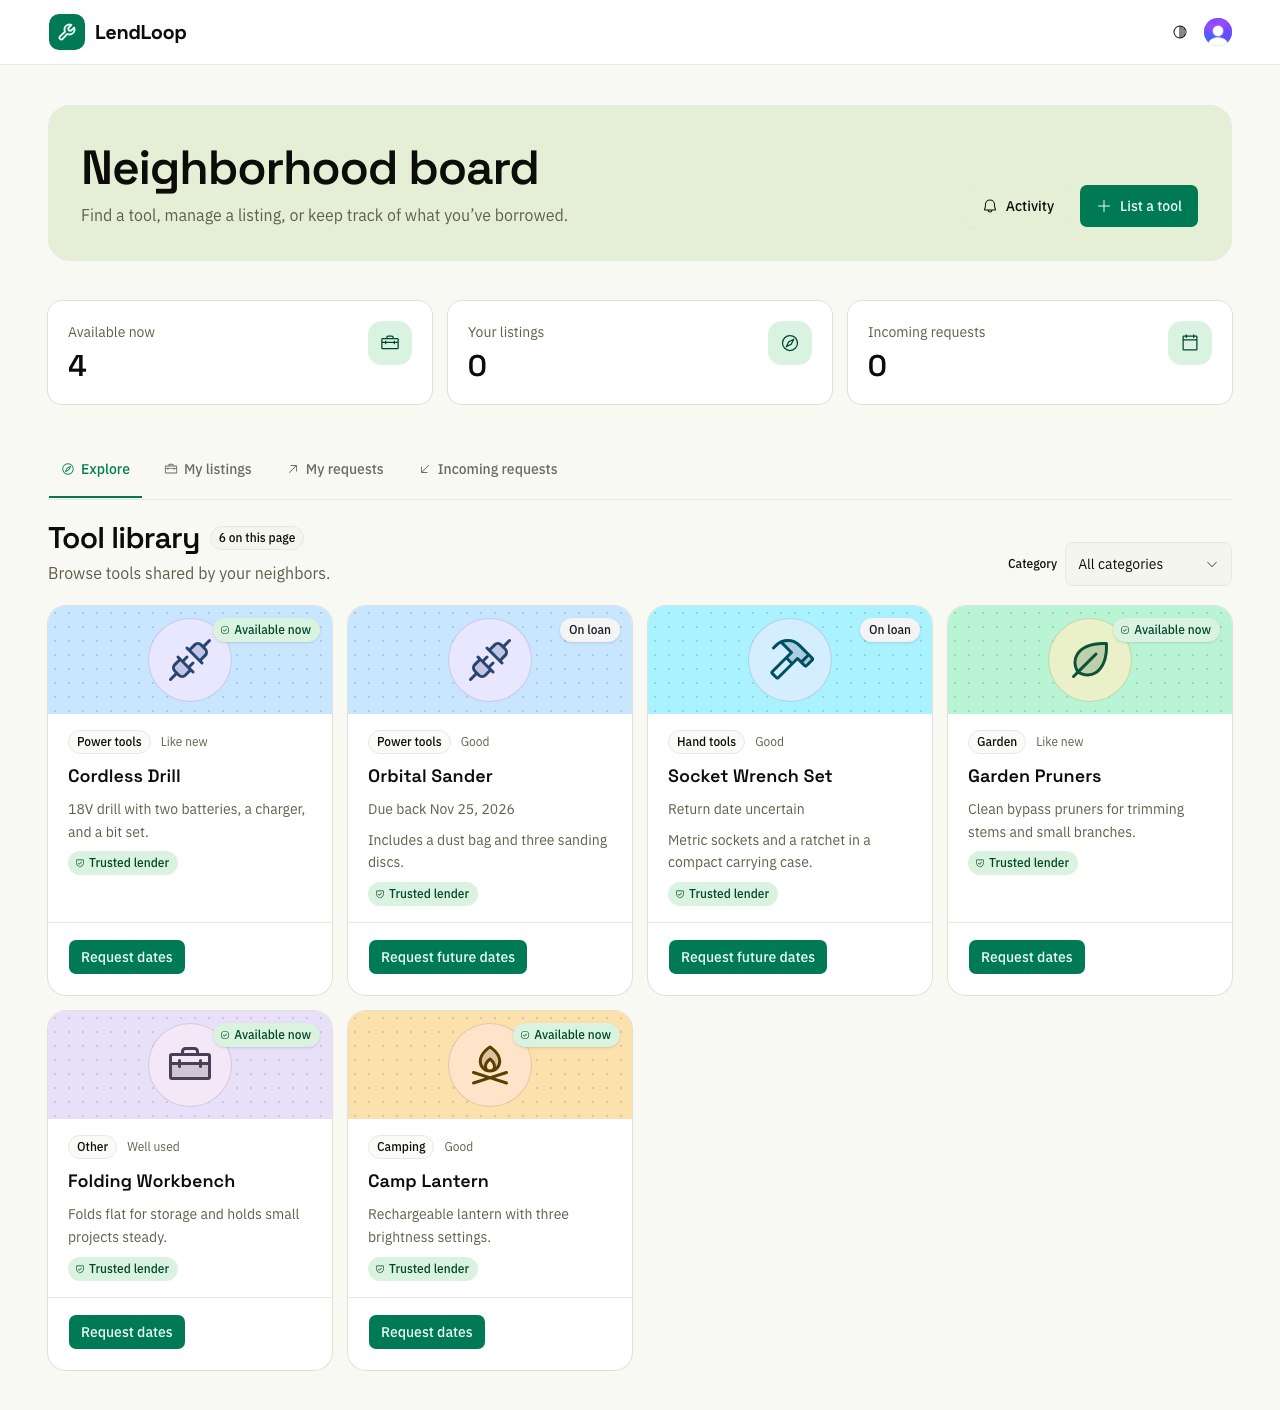 LendLoop
Neighborhood board
Find a tool, manage a listing, or keep track of what you’ve borrowed.
Activity
List a tool
Available now
4
Your listings
0
Incoming requests
0
Explore
My listings
My requests
Incoming requests
Tool library
6 on this page
Browse tools shared by your neighbors.
Category
All categories
Available now
Power tools
Like new
Cordless Drill
18V drill with two batteries, a charger,
and a bit set.
Trusted lender
Request dates
On loan
Power tools
Good
Orbital Sander
Due back Nov 25, 2026
Includes a dust bag and three sanding
discs.
Trusted lender
Request future dates
On loan
Hand tools
Good
Socket Wrench Set
Return date uncertain
Metric sockets and a ratchet in a
compact carrying case.
Trusted lender
Request future dates
Available now
Garden
Like new
Garden Pruners
Clean bypass pruners for trimming
stems and small branches.
Trusted lender
Request dates
Available now
Other
Well used
Folding Workbench
Folds flat for storage and holds small
projects steady.
Trusted lender
Request dates
Available now
Camping
Good
Camp Lantern
Rechargeable lantern with three
brightness settings.
Trusted lender
Request dates